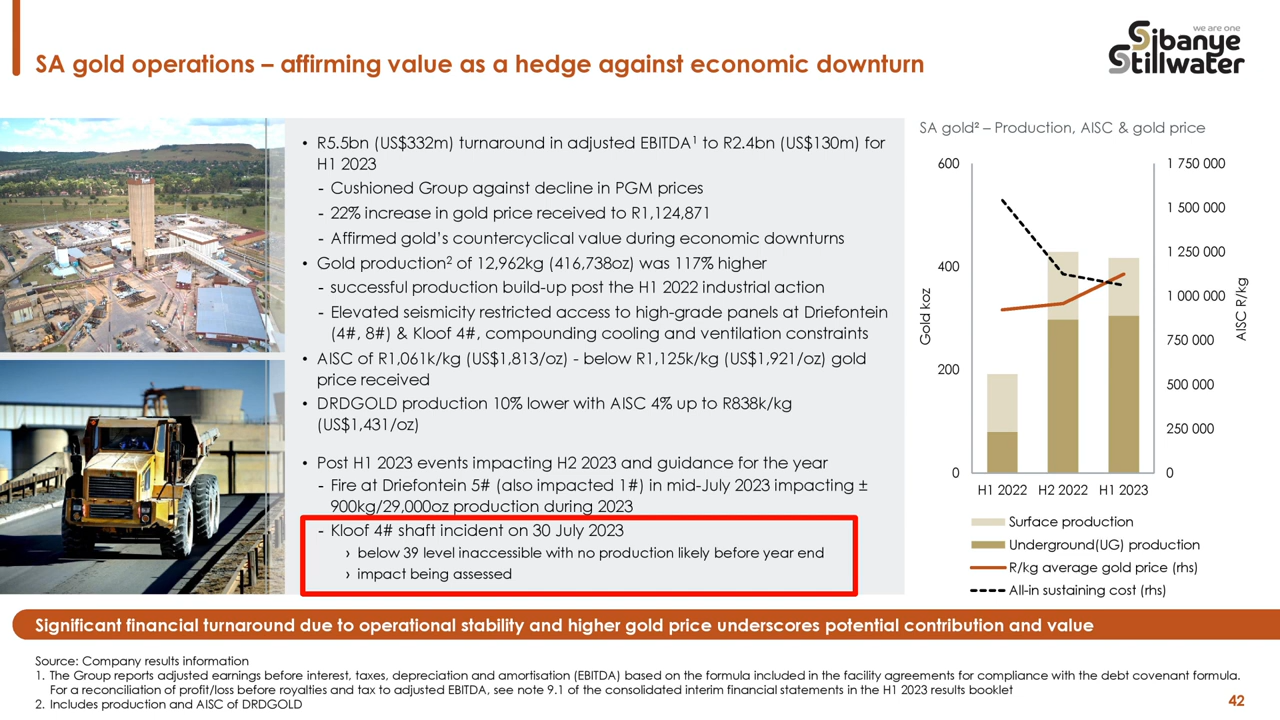 we are one
Sibanye
Stillwater
SA gold operations – affirming value as a hedge against economic downturn
• R5.5bn (US$332m) turnaround in adjusted EBITDA¹ to R2.4bn (US$130m) for
H1 2023
- Cushioned Group against decline in PGM prices
- 22% increase in gold price received to R1,124,871
- Affirmed gold's countercyclical value during economic downturns
• Gold production² of 12,962kg (416,738oz) was 117% higher
- successful production build-up post the H1 2022 industrial action
- Elevated seismicity restricted access to high-grade panels at Driefontein
(4#, 8#) & Kloof 4#, compounding cooling and ventilation constraints
• AISC of R1,061k/kg (US$1,813/oz) - below R1,125k/kg (US$1,921/oz) gold
price received
• DRDGOLD production 10% lower with AISC 4% up to R838k/kg
(US$1,431/oz)
• Post H1 2023 events impacting H2 2023 and guidance for the year
- Fire at Driefontein 5# (also impacted 1#) in mid-July 2023 impacting ±
900kg/29,000oz production during 2023
- Kloof 4# shaft incident on 30 July 2023
› below 39 level inaccessible with no production likely before year end
› impact being assessed
SA gold² – Production, AISC & gold price
600
400
200
0
Gold koz
1 750 000
1 500 000
1 250 000
1 000 000
750 000
500 000
250 000
0
AISC R/kg
H1 2022 H2 2022 H1 2023
Surface production
Underground(UG) production
R/kg average gold price (rhs)
All-in sustaining cost (rhs)
Significant financial turnaround due to operational stability and higher gold price underscores potential contribution and value
Source: Company results information
1. The Group reports adjusted earnings before interest, taxes, depreciation and amortisation (EBITDA) based on the formula included in the facility agreements for compliance with the debt covenant formula.
For a reconciliation of profit/loss before royalties and tax to adjusted EBITDA, see note 9.1 of the consolidated interim financial statements in the H1 2023 results booklet
2. Includes production and AISC of DRDGOLD
42